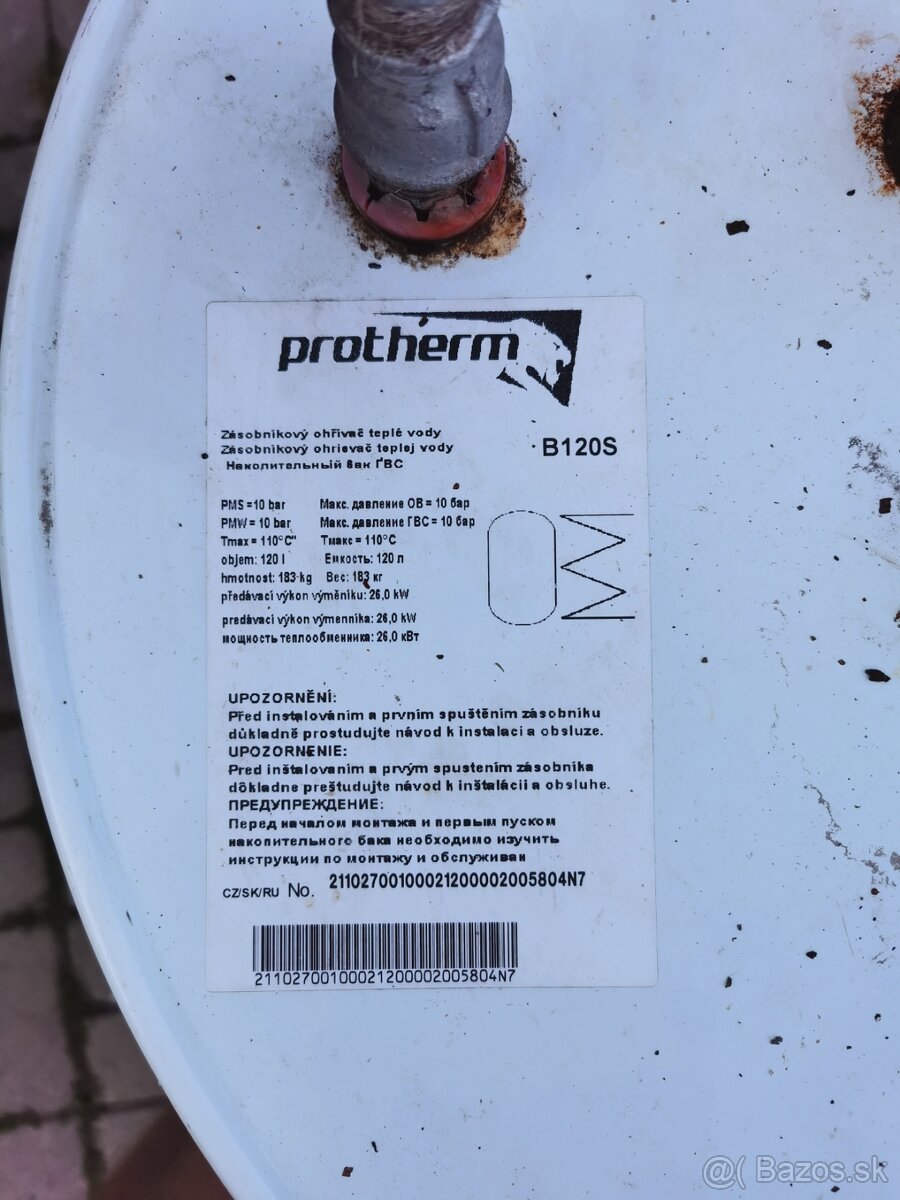 protherm
Zásobníkový ohřívač teplé vody
Zásobníkový ohrievač teplej vody
Наколительный бак ГВС
B120S
PMS =10 bar Макс. давление ОВ = 10 бар
PMW = 10 bar Макс. давление ГВС = 10 бар
Tmax = 110°C" Тмакс = 110°C
objem: 120 l Емкость: 120 л
hmotnost: 183 kg Вес: 183 кг
předávací výkon výměníku: 26,0 kW
predávací výkon výmenníka: 26,0 kW
мощность теплообменника: 26,0 кВт
UPOZORNĚNÍ:
Před instalováním a prvním spuštěním zásobníku
důkladně prostudujte návod k instalaci a obsluze.
UPOZORNENIE:
Pred inštalovaním a prvým spustením zásobníka
dôkladne preštudujte návod k inštalácii a obsluhe.
ПРЕДУПРЕЖДЕНИЕ:
Перед началом монтажа и первым пуском
накопительного бака необходимо изучить
инструкции по монтажу и обслуживан
CZ/SK/RU No. 21102700100021200002005804N7
21102700100021200002005804N7
@( Bazos.sk